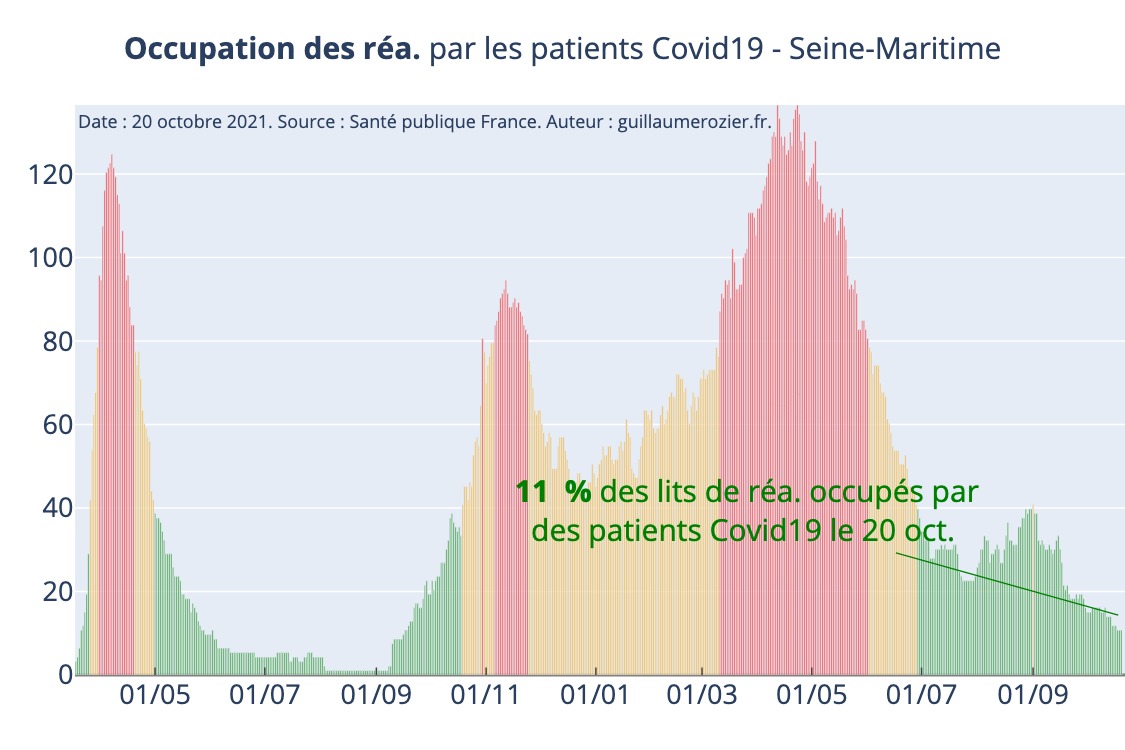 Occupation des réa. par les patients Covid19 - Seine-Maritime
Date : 20 octobre 2021. Source : Santé publique France. Auteur : guillaumerozier.fr.
120
100
80
60
40
20
0
11 % des lits de réa. occupés par
des patients Covid19 le 20 oct.
01/05 01/07 01/09 01/11 01/01 01/03 01/05 01/07 01/09